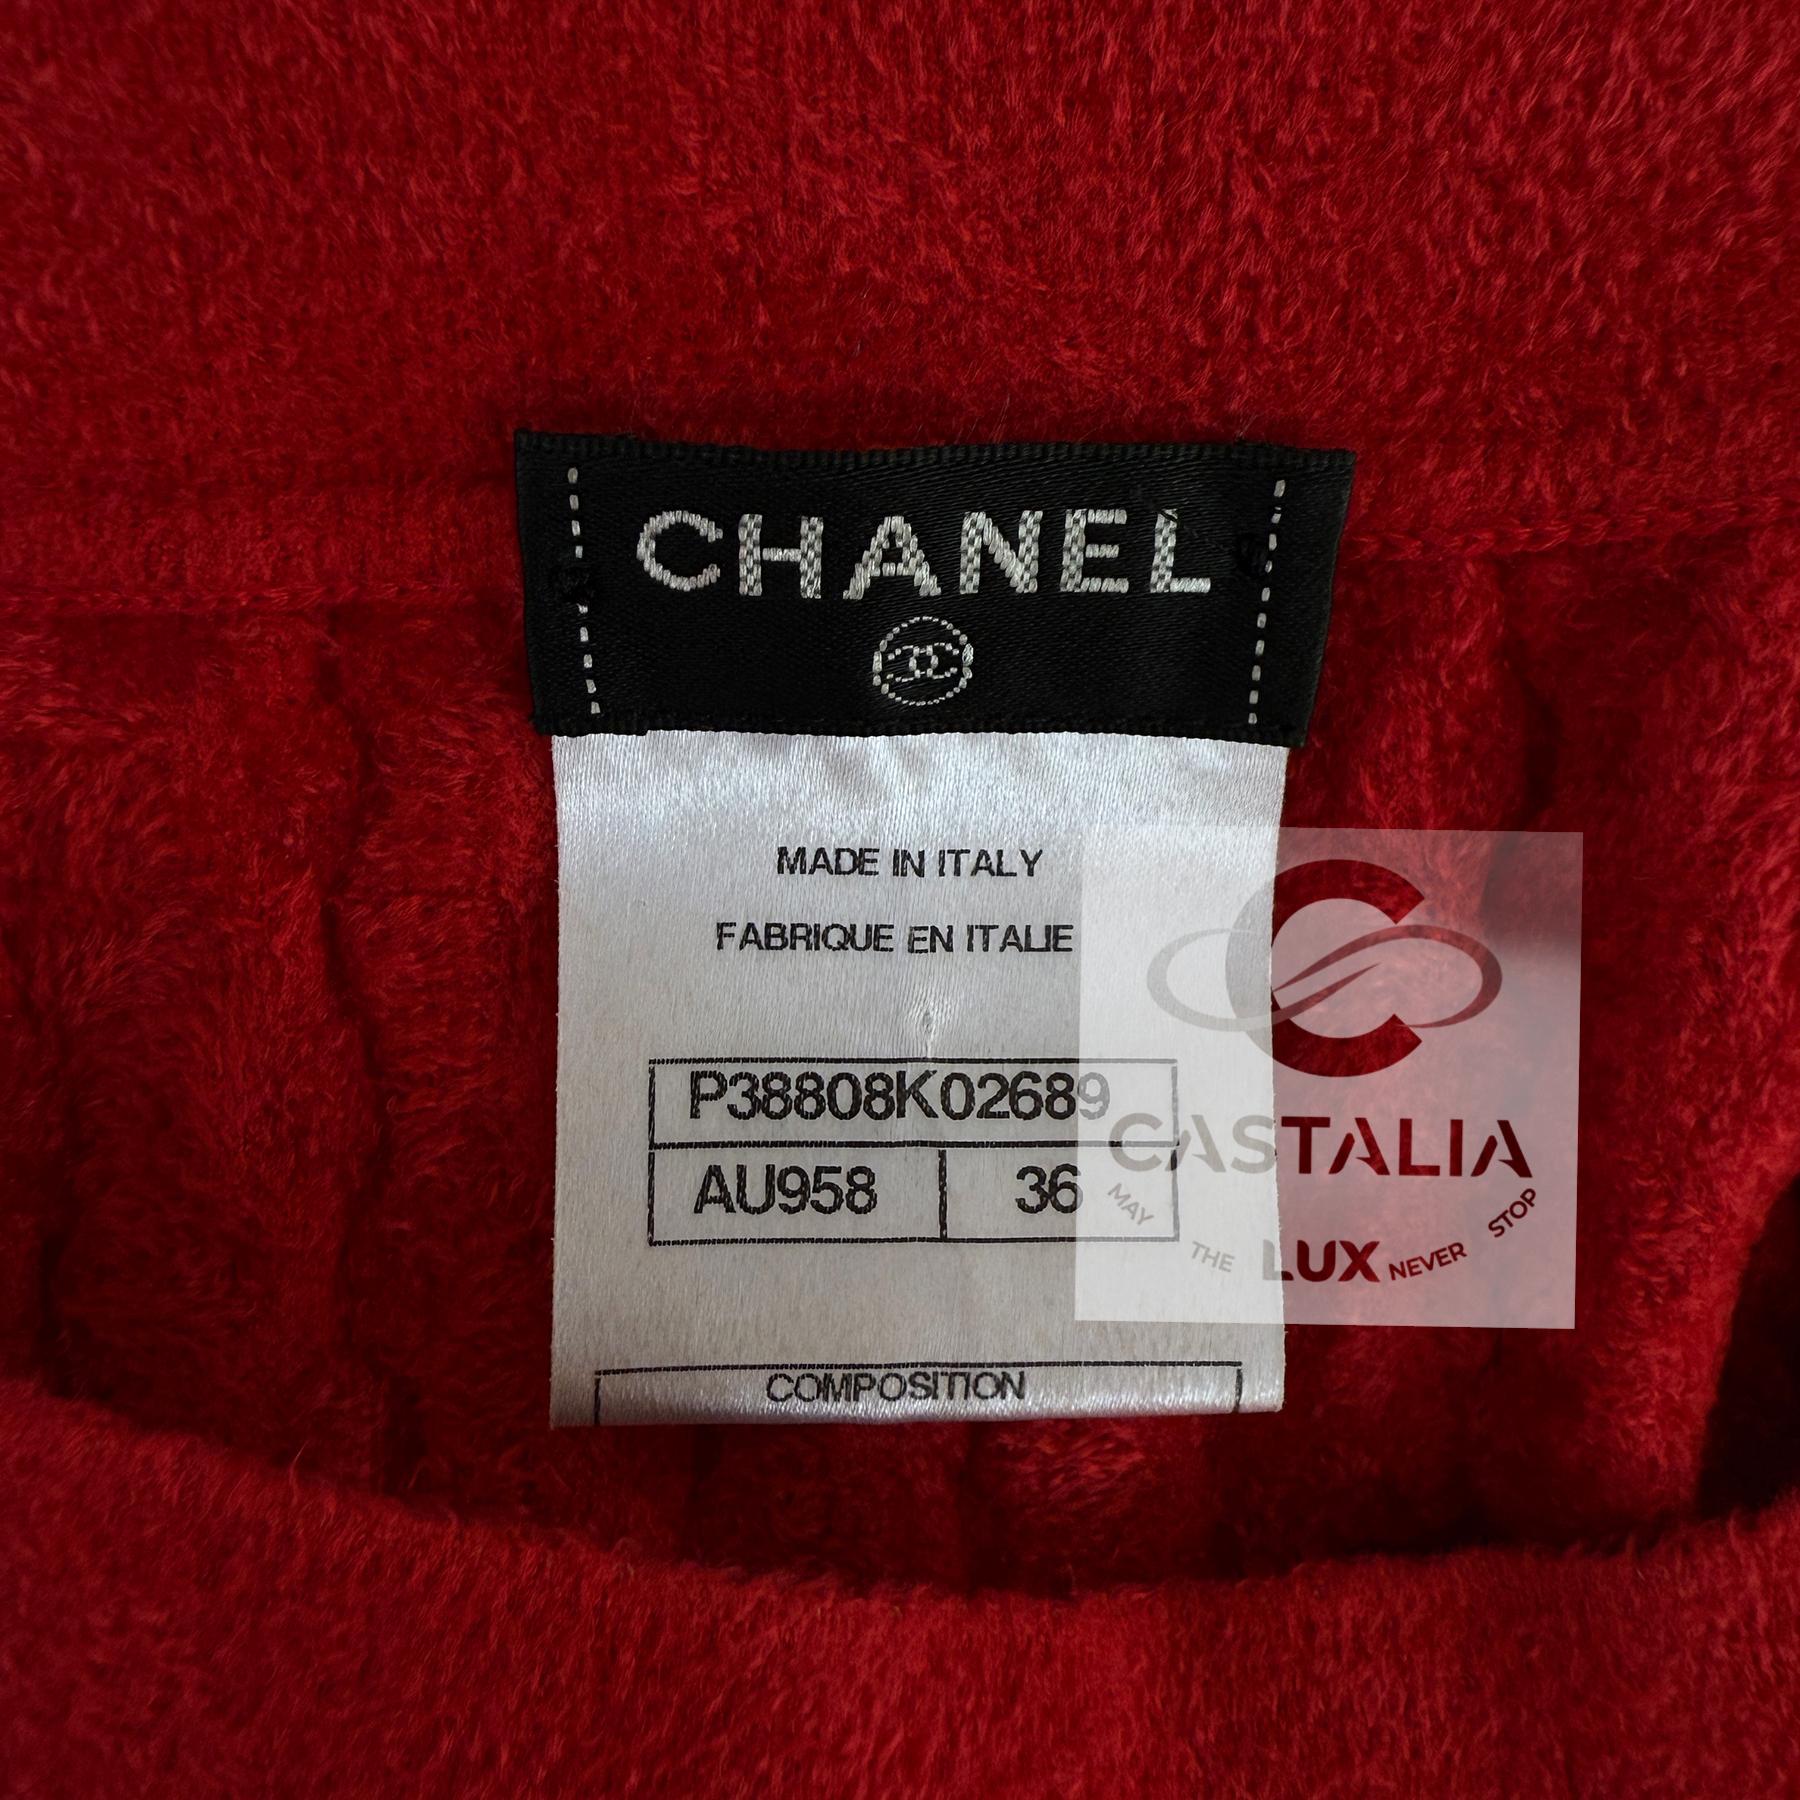 CHANEL
MADE IN ITALY
FABRIQUE EN ITALIE
P38808K02689
AU958 36
COMPOSITION
CASTALIA
MAY THE LUX NEVER STOP